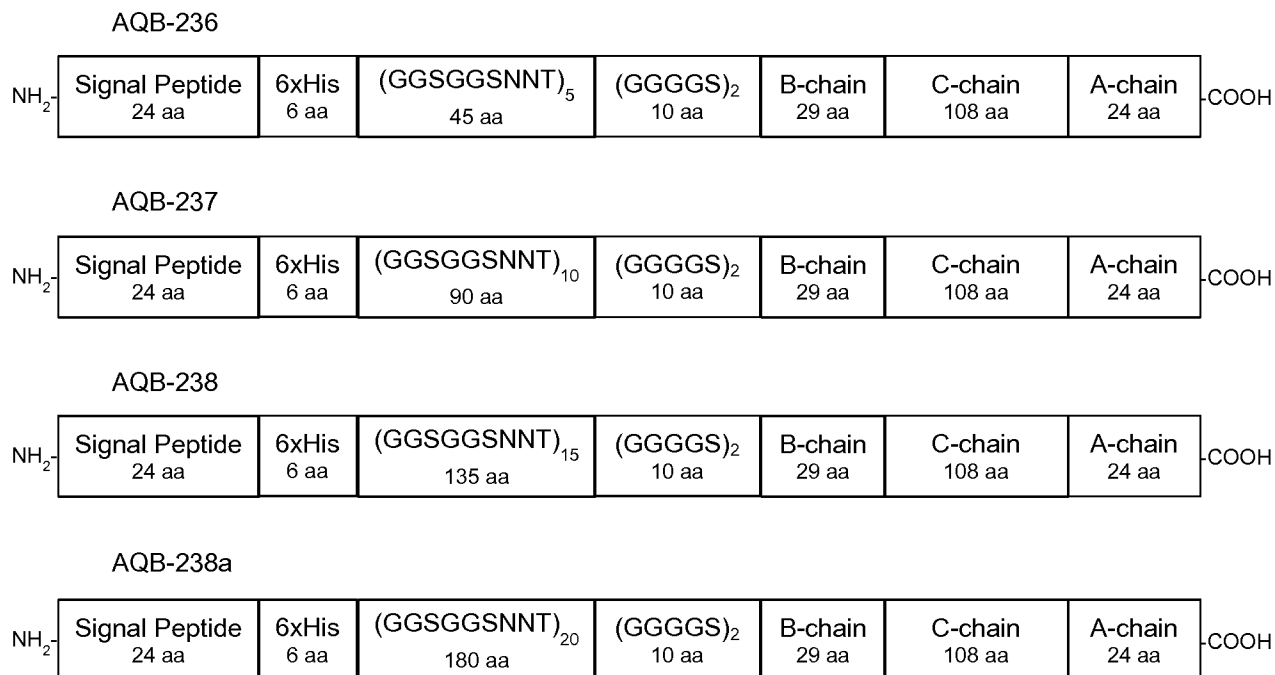 AQB-236
NH2- Signal Peptide 6xHis (GGSGGSNNT)5 (GGGGS)2 B-chain C-chain A-chain -COOH
24 aa 6 aa 45 aa 10 aa 29 aa 108 aa 24 aa
AQB-237
NH2- Signal Peptide 6xHis (GGSGGSNNT)10 (GGGGS)2 B-chain C-chain A-chain -COOH
24 aa 6 aa 90 aa 10 aa 29 aa 108 aa 24 aa
AQB-238
NH2- Signal Peptide 6xHis (GGSGGSNNT)15 (GGGGS)2 B-chain C-chain A-chain -COOH
24 aa 6 aa 135 aa 10 aa 29 aa 108 aa 24 aa
AQB-238a
NH2- Signal Peptide 6xHis (GGSGGSNNT)20 (GGGGS)2 B-chain C-chain A-chain -COOH
24 aa 6 aa 180 aa 10 aa 29 aa 108 aa 24 aa